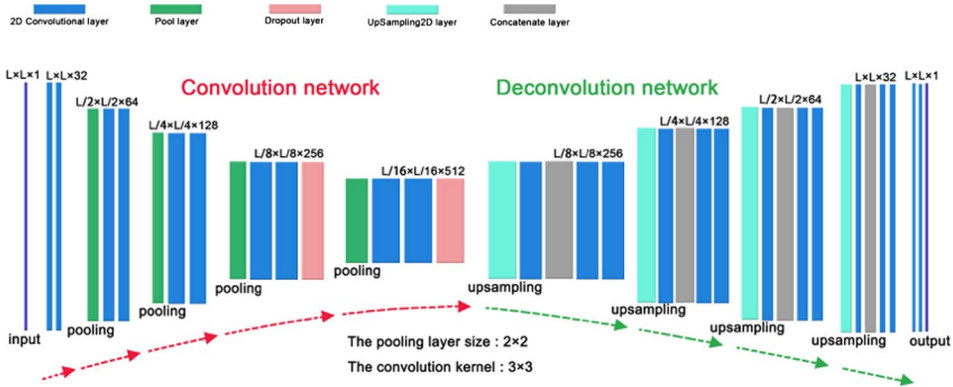 2D Convolutional layer
Pool layer
Dropout layer
UpSampling2D layer
Concatenate layer
Convolution network
Deconvolution network
L×L×1
L×L×32
L/2×L/2×64
L/4×L/4×128
L/8×L/8×256
L/16×L/16×512
L/8×L/8×256
L/4×L/4×128
L/2×L/2×64
L×L×32
L×L×1
input
pooling
pooling
pooling
pooling
upsampling
upsampling
upsampling
upsampling
output
The pooling layer size : 2×2
The convolution kernel : 3×3